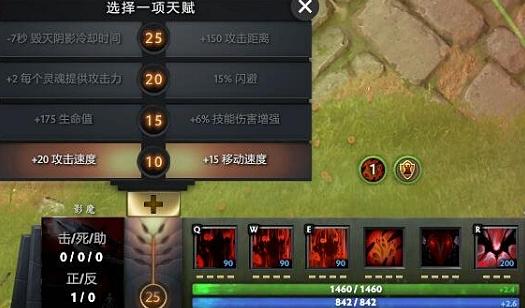 选择一项天赋
-7秒 毁灭阴影冷却时间 25 +150 攻击距离
+2 每个灵魂提供攻击力 20 15% 闪避
+175 生命值 15 +6% 技能伤害增强
+20 攻击速度 10 +15 移动速度
1
影魔
击/死/助
0/0/0
正/反
1/0
25
Q 90
W 90
E 90
R 200
1460 / 1460 +2.4
842 / 842 +2.6